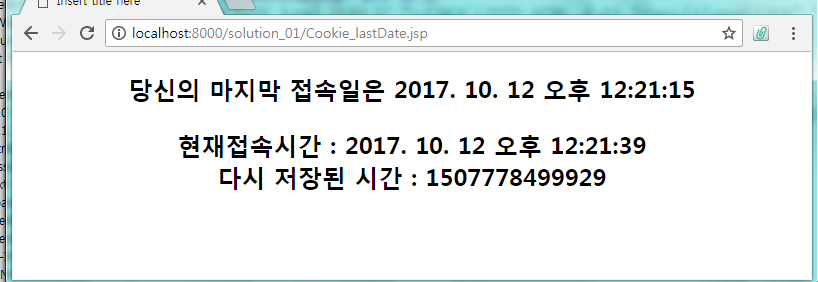 Insert title here
localhost:8000/solution_01/Cookie_lastDate.jsp
당신의 마지막 접속일은 2017. 10. 12 오후 12:21:15
현재접속시간 : 2017. 10. 12 오후 12:21:39
다시 저장된 시간 : 1507778499929